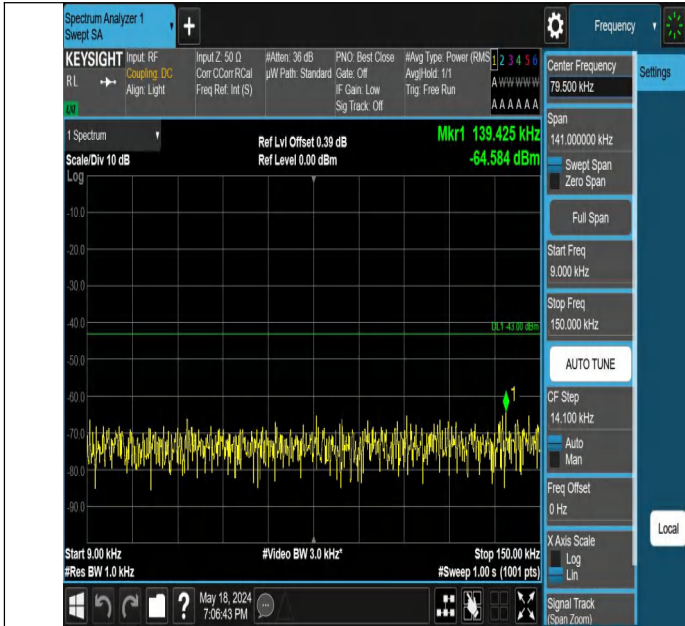 Spectrum Analyzer 1
Swept SA
+
Frequency
KEYSIGHT
RL
Input: RF
Coupling: DC
Align: Light
Input Z: 50 Ω
Corr CCorr RCal
Freq Ref: Int (S)
#Atten: 36 dB
µW Path: Standard
PNO: Best Close
Gate: Off
IF Gain: Low
Sig Track: Off
#Avg Type: Power (RMS
Avg|Hold: 1/1
Trig: Free Run
1 2 3 4 5 6
A W W W W W
A A A A A A
1 Spectrum
Scale/Div 10 dB
Ref Lvl Offset 0.39 dB
Ref Level 0.00 dBm
Mkr1 139.425 kHz
-64.584 dBm
Log
-10.0
-20.0
-30.0
-40.0
DL1 -43.00 dBm
-50.0
-60.0
1
-70.0
-80.0
-90.0
Start 9.00 kHz
#Video BW 3.0 kHz*
Stop 150.00 kHz
#Res BW 1.0 kHz
#Sweep 1.00 s (1001 pts)
?
May 18, 2024
7:06:43 PM
Center Frequency
79.500 kHz
Span
141.000000 kHz
Swept Span
Zero Span
Full Span
Start Freq
9.000 kHz
Stop Freq
150.000 kHz
AUTO TUNE
CF Step
14.100 kHz
Auto
Man
Freq Offset
0 Hz
X Axis Scale
Log
Lin
Signal Track
(Span Zoom)
Settings
Local